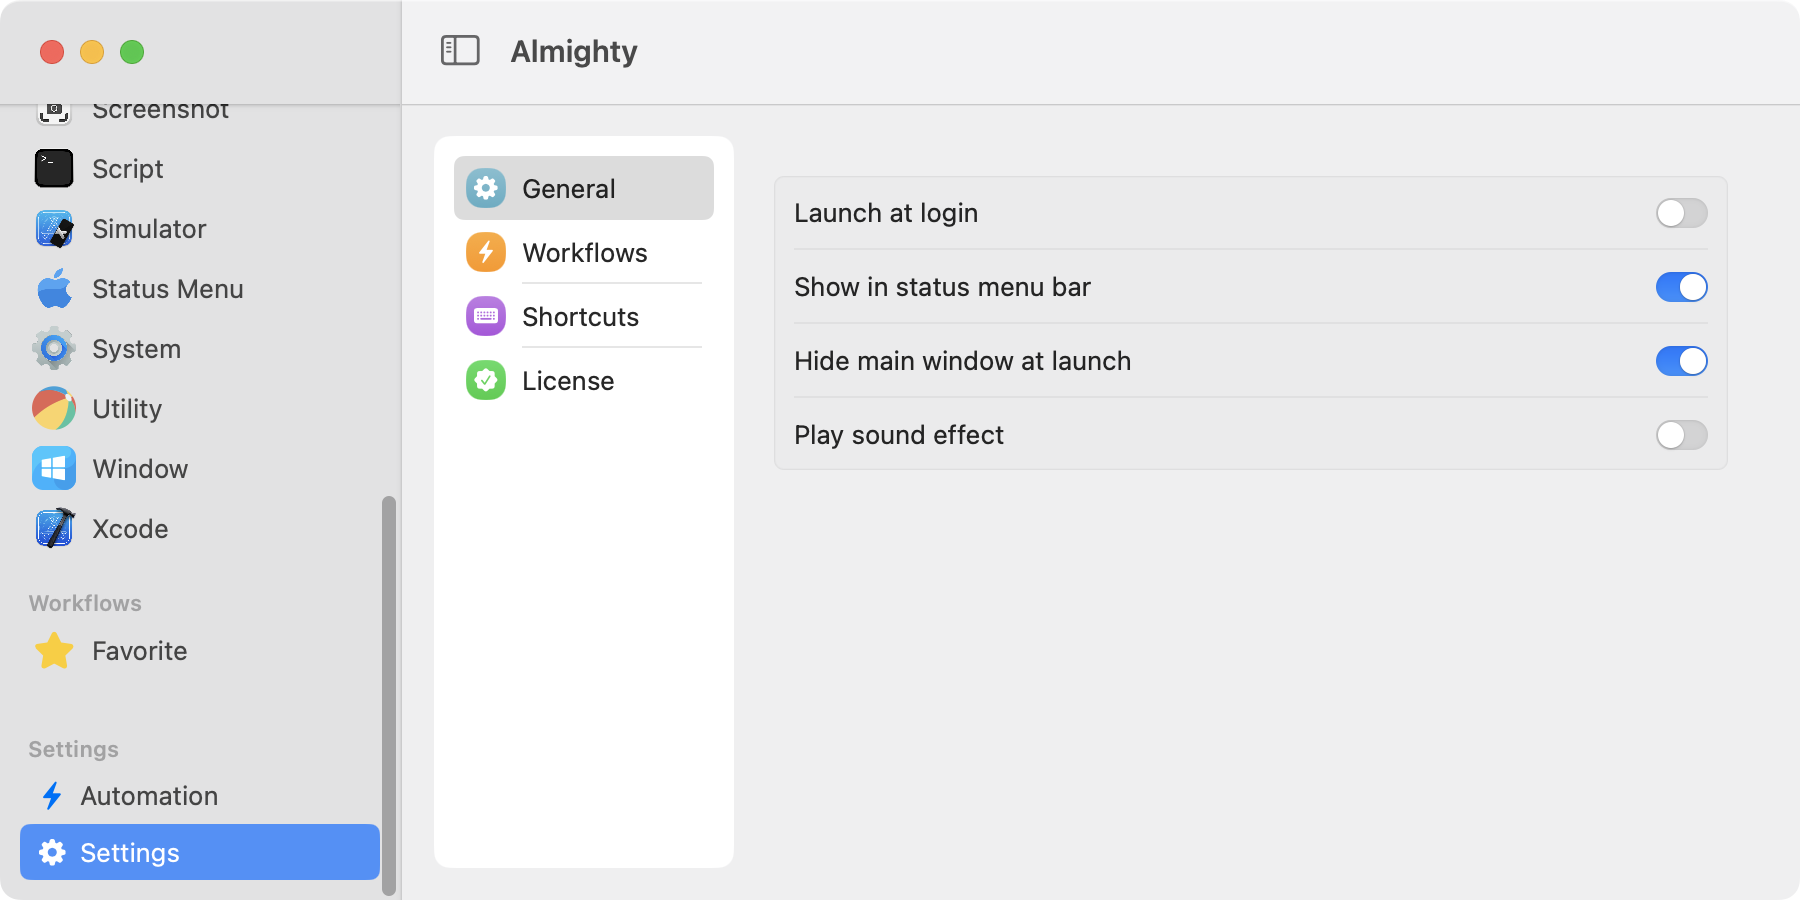 Almighty
Screenshot
Script
Simulator
Status Menu
System
Utility
Window
Xcode
Workflows
Favorite
Settings
Automation
Settings
General
Workflows
Shortcuts
License
Launch at login
Show in status menu bar
Hide main window at launch
Play sound effect